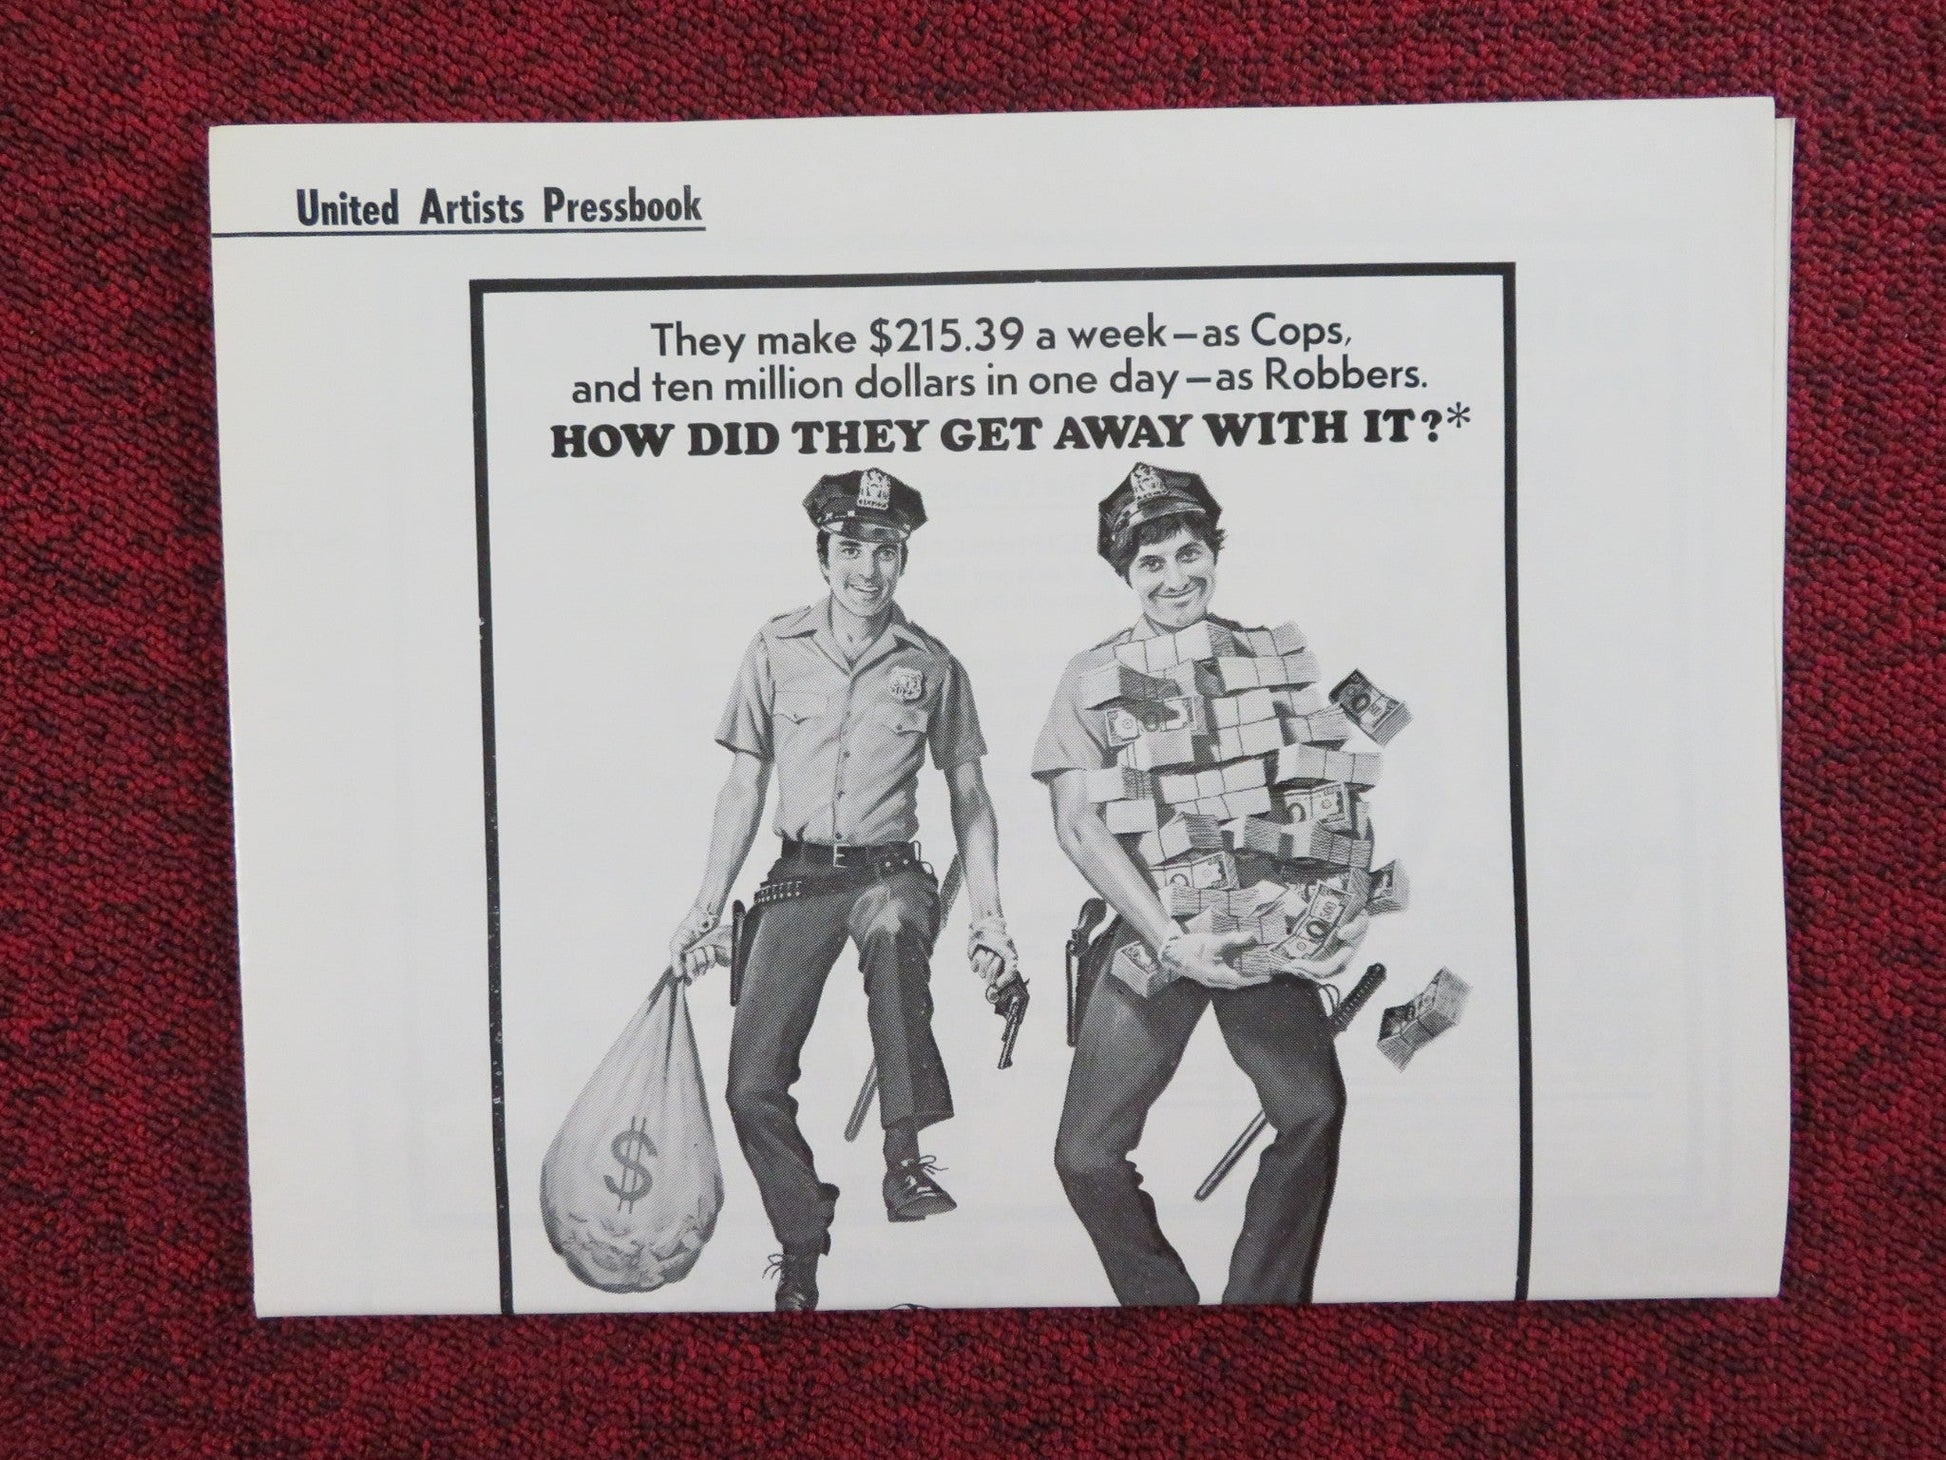 United Artists Pressbook
They make $215.39 a week—as Cops,
and ten million dollars in one day—as Robbers.
HOW DID THEY GET AWAY WITH IT?*
$